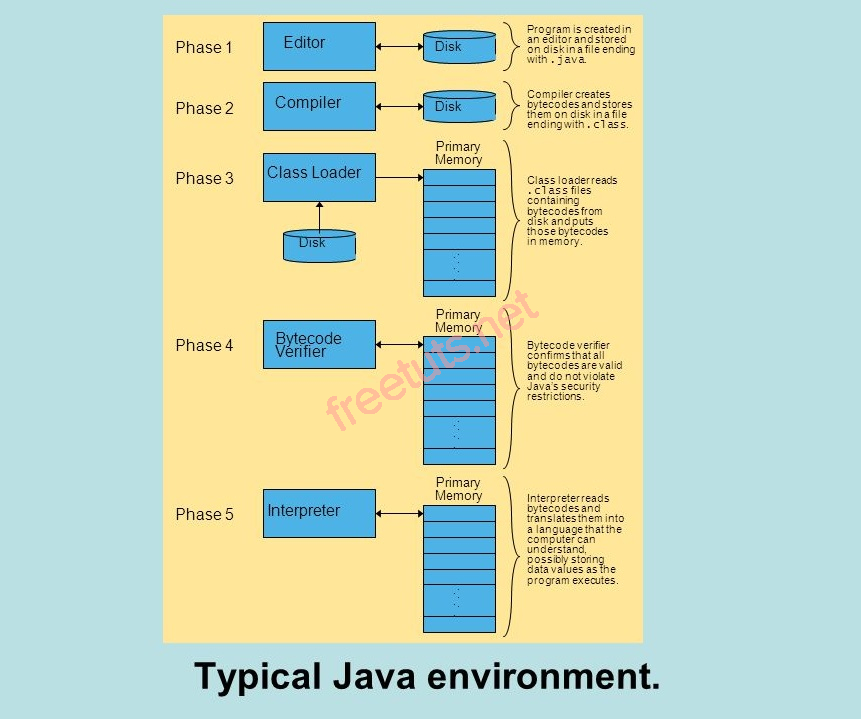 Phase 1
Editor
Disk
Program is created in
an editor and stored
on disk in a file ending
with .java.
Phase 2
Compiler
Disk
Compiler creates
bytecodes and stores
them on disk in a file
ending with .class.
Primary
Memory
Phase 3
Class Loader
Disk
Class loader reads
.class files
containing
bytecodes from
disk and puts
those bytecodes
in memory.
Primary
Memory
Phase 4
Bytecode
Verifier
Bytecode verifier
confirms that all
bytecodes are valid
and do not violate
Java's security
restrictions.
freetuts.net
Primary
Memory
Phase 5
Interpreter
Interpreter reads
bytecodes and
translates them into
a language that the
computer can
understand,
possibly storing
data values as the
program executes.
Typical Java environment.